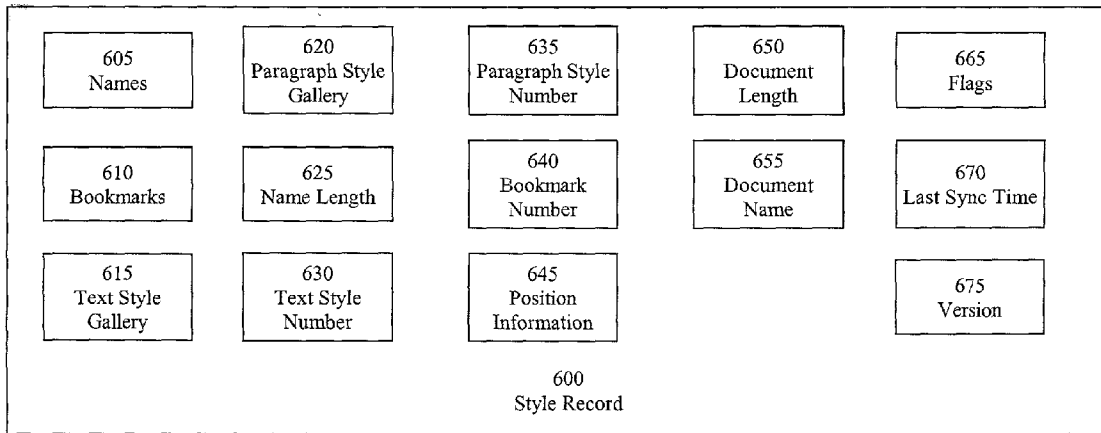 605
Names
620
Paragraph Style
Gallery
635
Paragraph Style
Number
650
Document
Length
665
Flags
610
Bookmarks
625
Name Length
640
Bookmark
Number
655
Document
Name
670
Last Sync Time
615
Text Style
Gallery
630
Text Style
Number
645
Position
Information
675
Version
600
Style Record